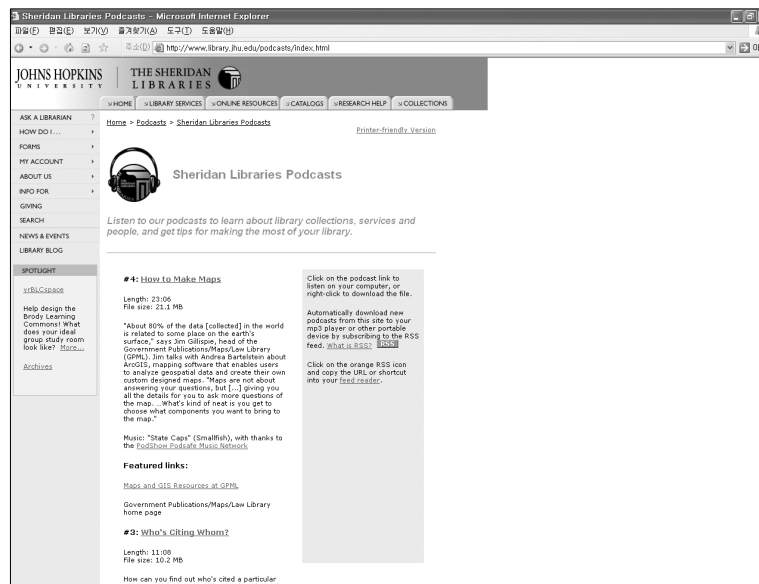 Sheridan Libraries Podcasts - Microsoft Internet Explorer
파일(F) 편집(E) 보기(V) 즐겨찾기(A) 도구(T) 도움말(H)
주소(D) http://www.library.jhu.edu/podcasts/index.html
JOHNS HOPKINS
UNIVERSITY
THE SHERIDAN
LIBRARIES
HOME LIBRARY SERVICES ONLINE RESOURCES CATALOGS RESEARCH HELP COLLECTIONS
ASK A LIBRARIAN ?
HOW DO I...
FORMS
MY ACCOUNT
ABOUT US
INFO FOR
GIVING
SEARCH
NEWS & EVENTS
LIBRARY BLOG
SPOTLIGHT
yrBLCspace
Help design the
Brody Learning
Commons! What
does your ideal
group study room
look like? More...
Archives
Home > Podcasts > Sheridan Libraries Podcasts
Printer-friendly Version
Sheridan Libraries Podcasts
Listen to our podcasts to learn about library collections, services and
people, and get tips for making the most of your library.
#4: How to Make Maps
Length: 23:06
File size: 21.1 MB
"About 80% of the data [collected] in the world
is related to some place on the earth's
surface," says Jim Gillispie, head of the
Government Publications/Maps/Law Library
(GPML). Jim talks with Andrea Bartelstein about
ArcGIS, mapping software that enables users
to analyze geospatial data and create their own
custom designed maps. "Maps are not about
answering your questions, but [...] giving you
all the details for you to ask more questions of
the map. ...What's kind of neat is you get to
choose what components you want to bring to
the map."
Music: "State Caps" (Smallfish), with thanks to
the PodShow Podsafe Music Network
Featured links:
Maps and GIS Resources at GPML
Government Publications/Maps/Law Library
home page
#3: Who's Citing Whom?
Length: 11:08
File size: 10.2 MB
How can you find out who's cited a particular
Click on the podcast link to
listen on your computer, or
right-click to download the file.
Automatically download new
podcasts from this site to your
mp3 player or other portable
device by subscribing to the RSS
feed. What is RSS? RSS
Click on the orange RSS icon
and copy the URL or shortcut
into your feed reader.